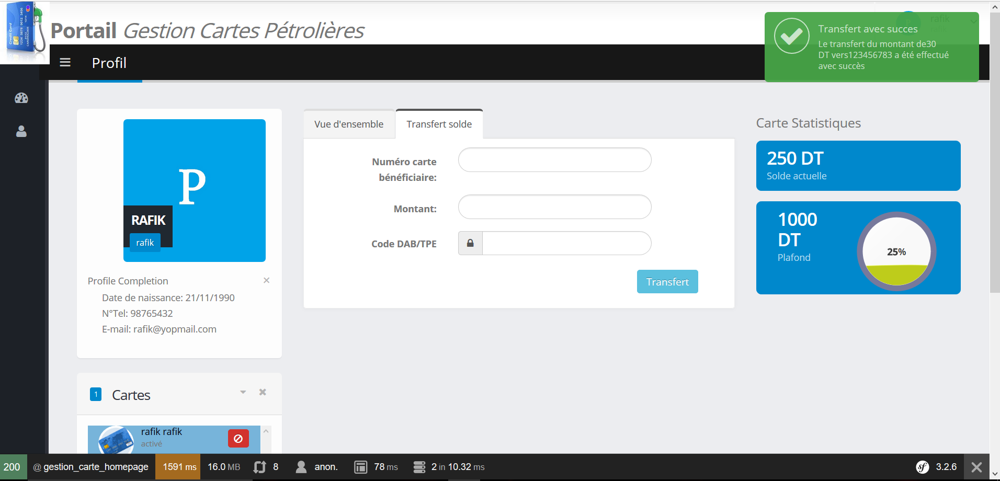 Portail Gestion Cartes Pétrolières
rafik
Transfert avec succes
Le transfert du montant de30
DT vers123456783 a été effectué
avec succès
Profil
P
RAFIK
rafik
Profile Completion
Date de naissance: 21/11/1990
N°Tel: 98765432
E-mail: rafik@yopmail.com
1 Cartes
rafik rafik
activé
Vue d'ensemble
Transfert solde
Numéro carte
bénéficiaire:
Montant:
Code DAB/TPE
Transfert
Carte Statistiques
250 DT
Solde actuelle
1000
DT
Plafond
25%
200 @ gestion_carte_homepage 1591 ms 16.0 MB 8 anon. 78 ms 2 in 10.32 ms sf 3.2.6